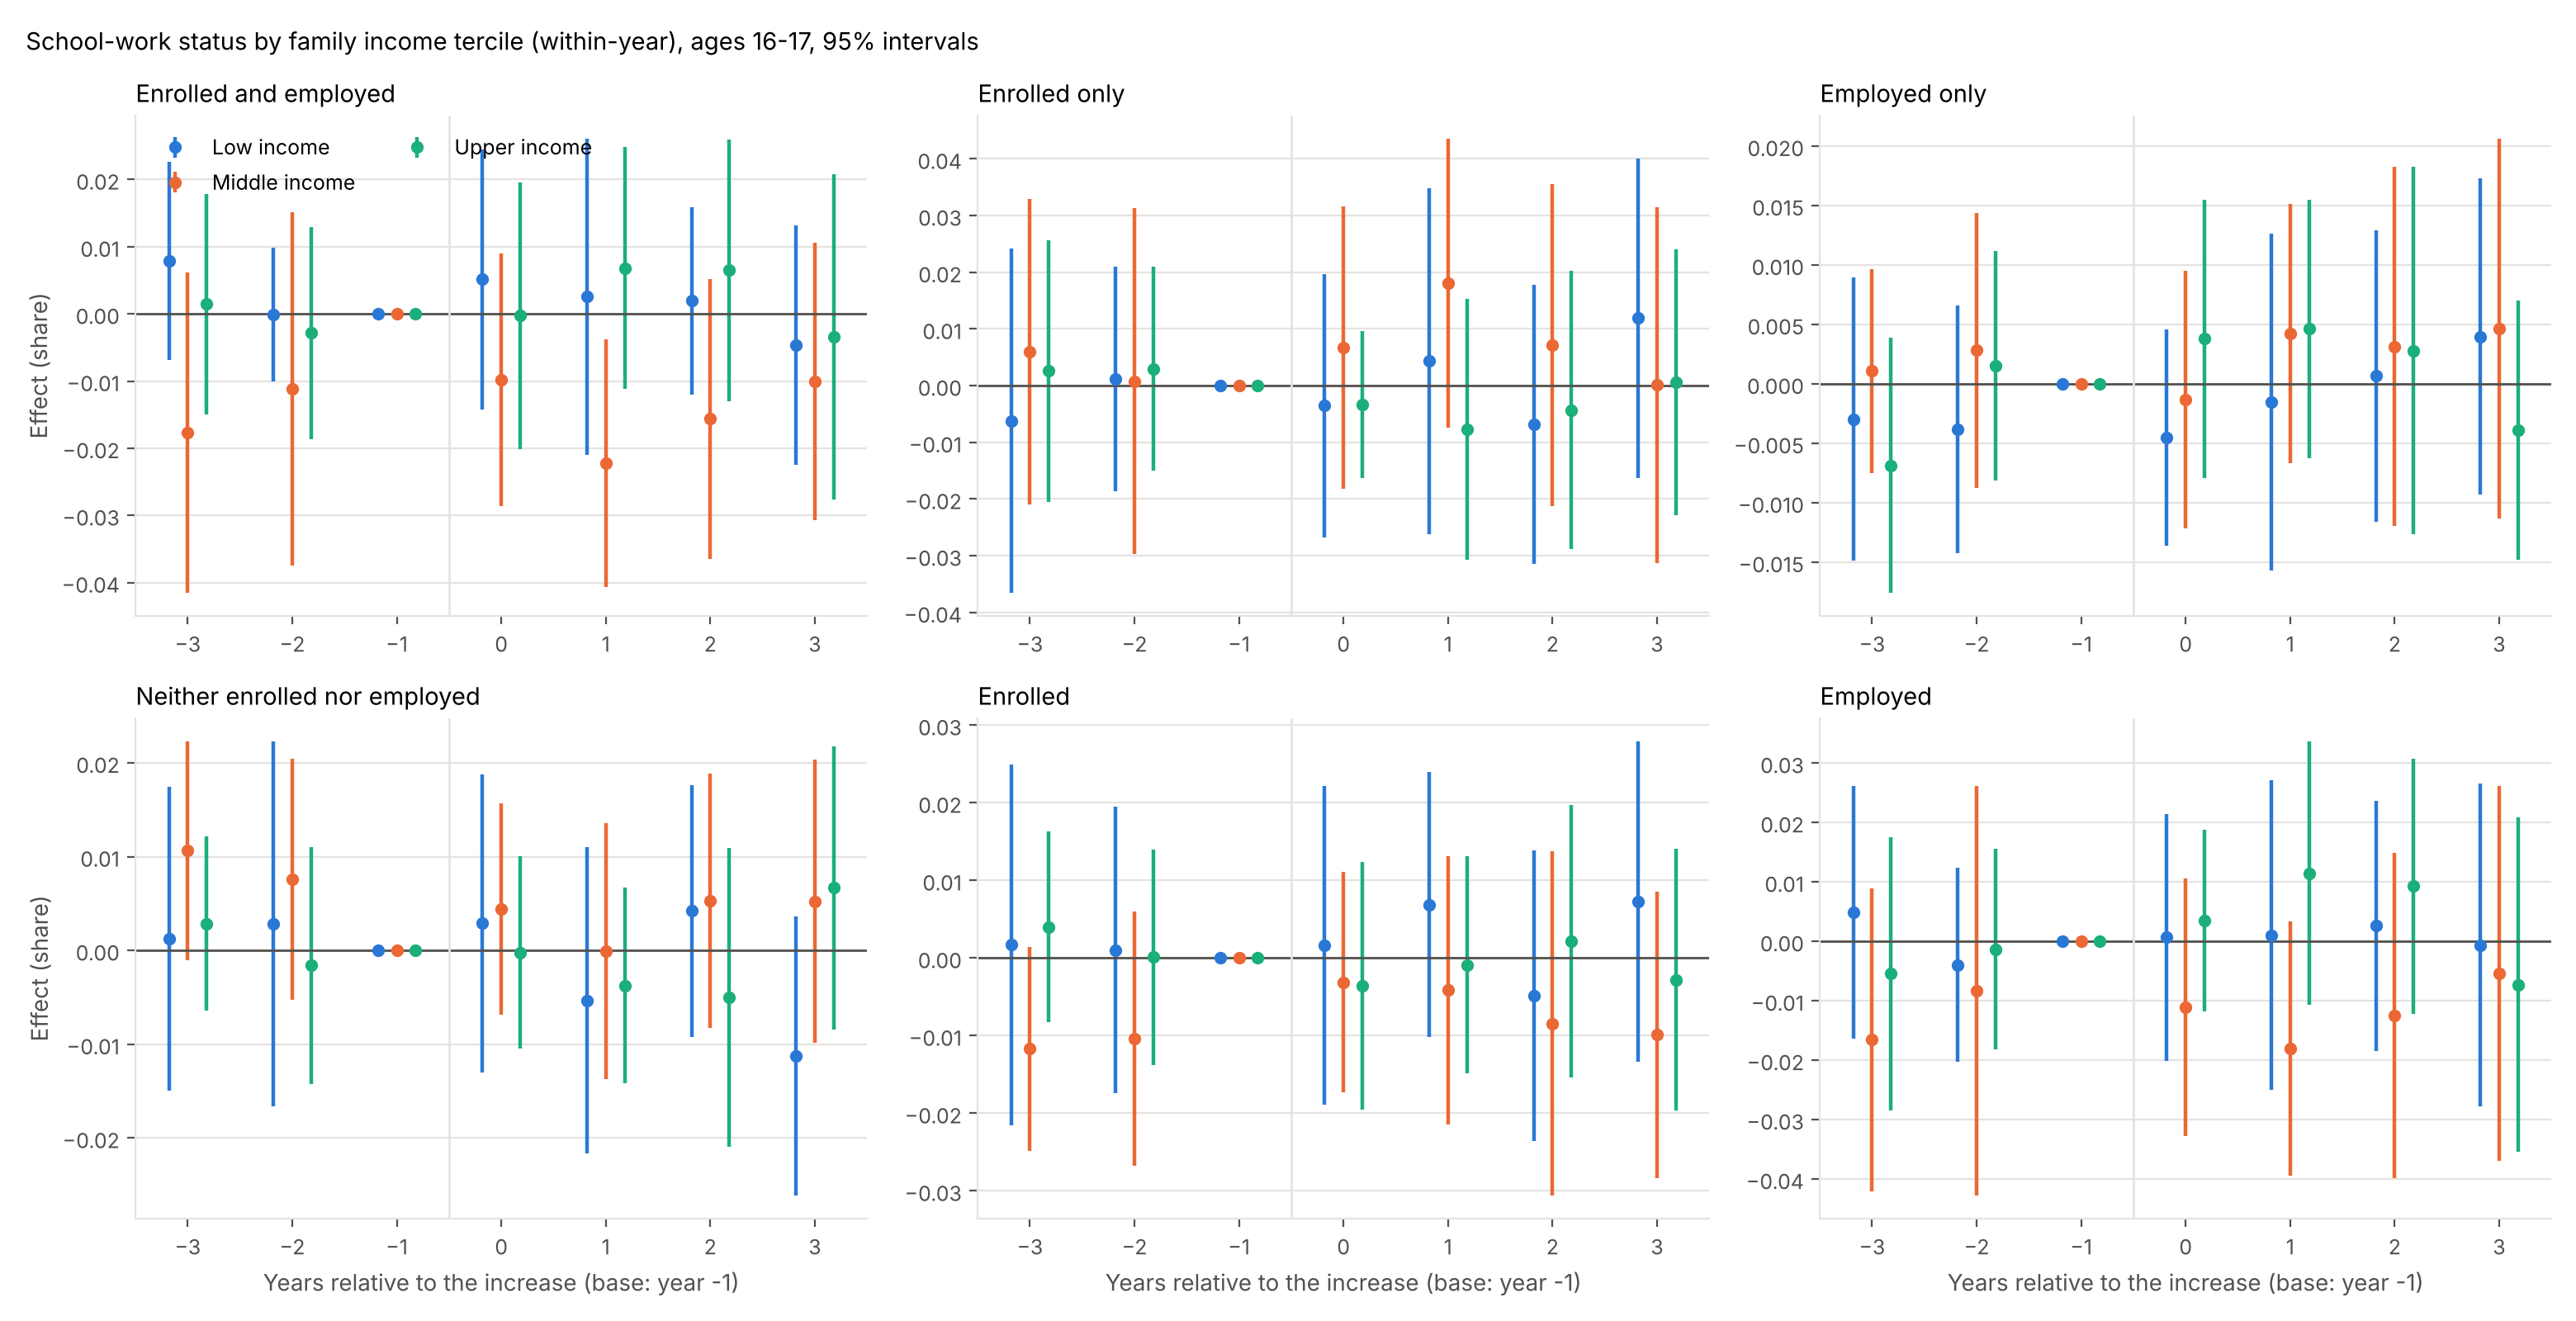 School-work status by family income tercile (within-year), ages 16-17, 95% intervals
Enrolled and employed
Low income
Upper income
Middle income
Effect (share)
0.02
0.01
0.00
−0.01
−0.02
−0.03
−0.04
−3 −2 −1 0 1 2 3
Enrolled only
0.04
0.03
0.02
0.01
0.00
−0.01
−0.02
−0.03
−0.04
−3 −2 −1 0 1 2 3
Employed only
0.020
0.015
0.010
0.005
0.000
−0.005
−0.010
−0.015
−3 −2 −1 0 1 2 3
Neither enrolled nor employed
Effect (share)
0.02
0.01
0.00
−0.01
−0.02
−3 −2 −1 0 1 2 3
Years relative to the increase (base: year -1)
Enrolled
0.03
0.02
0.01
0.00
−0.01
−0.02
−0.03
−3 −2 −1 0 1 2 3
Years relative to the increase (base: year -1)
Employed
0.03
0.02
0.01
0.00
−0.01
−0.02
−0.03
−0.04
−3 −2 −1 0 1 2 3
Years relative to the increase (base: year -1)